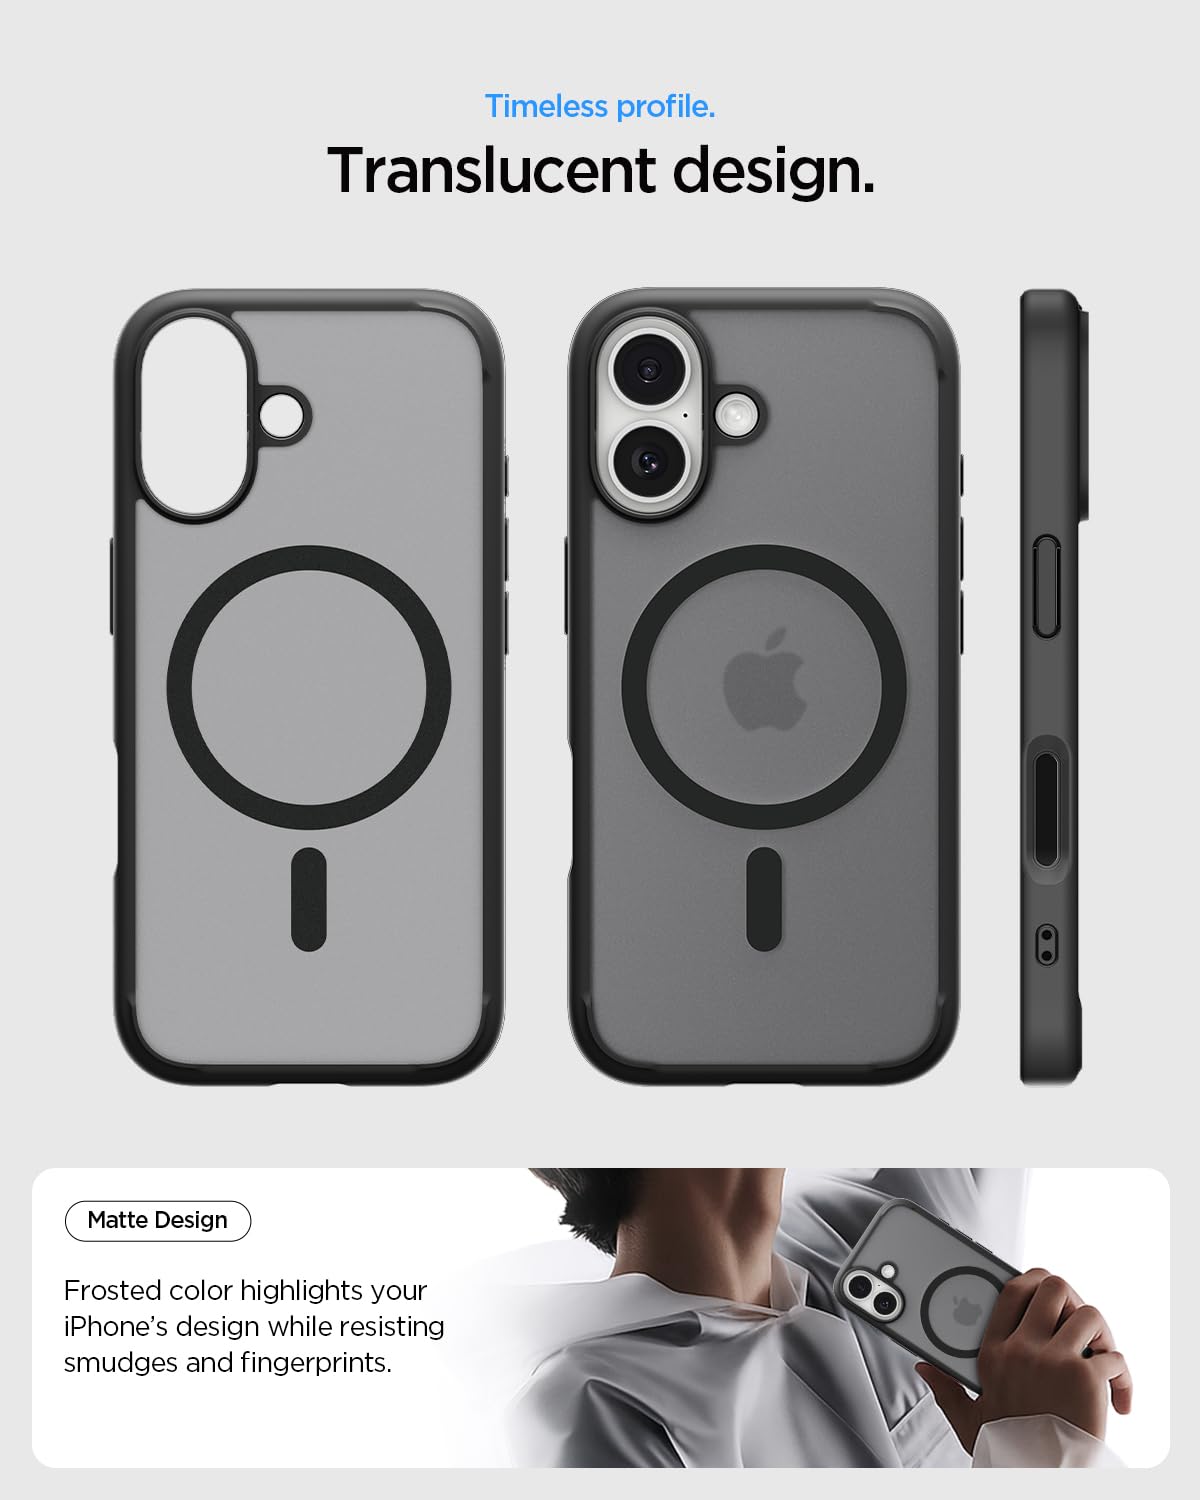 Timeless profile.
Translucent design.
Matte Design
Frosted color highlights your
iPhone’s design while resisting
smudges and fingerprints.